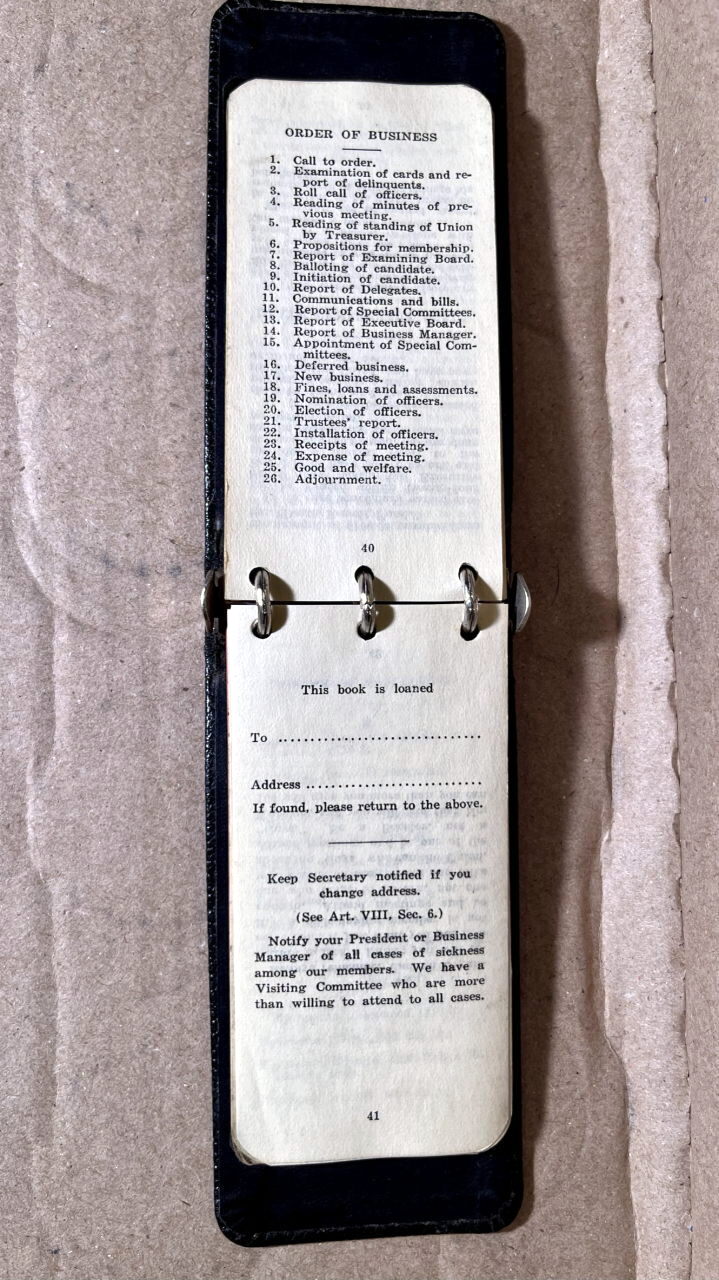 ORDER OF BUSINESS
1. Call to order.
2. Examination of cards and re-
port of delinquents.
3. Roll call of officers.
4. Reading of minutes of pre-
vious meeting.
5. Reading of standing of Union
by Treasurer.
6. Propositions for membership.
7. Report of Examining Board.
8. Balloting of candidate.
9. Initiation of candidate.
10. Report of Delegates.
11. Communications and bills.
12. Report of Special Committees.
13. Report of Executive Board.
14. Report of Business Manager.
15. Appointment of Special Com-
mittees.
16. Deferred business.
17. New business.
18. Fines, loans and assessments.
19. Nomination of officers.
20. Election of officers.
21. Trustees' report.
22. Installation of officers.
23. Receipts of meeting.
24. Expense of meeting.
25. Good and welfare.
26. Adjournment.
40
This book is loaned
To ..............................
Address ..........................
If found, please return to the above.
Keep Secretary notified if you
change address.
(See Art. VIII, Sec. 6.)
Notify your President or Business
Manager of all cases of sickness
among our members. We have a
Visiting Committee who are more
than willing to attend to all cases.
41